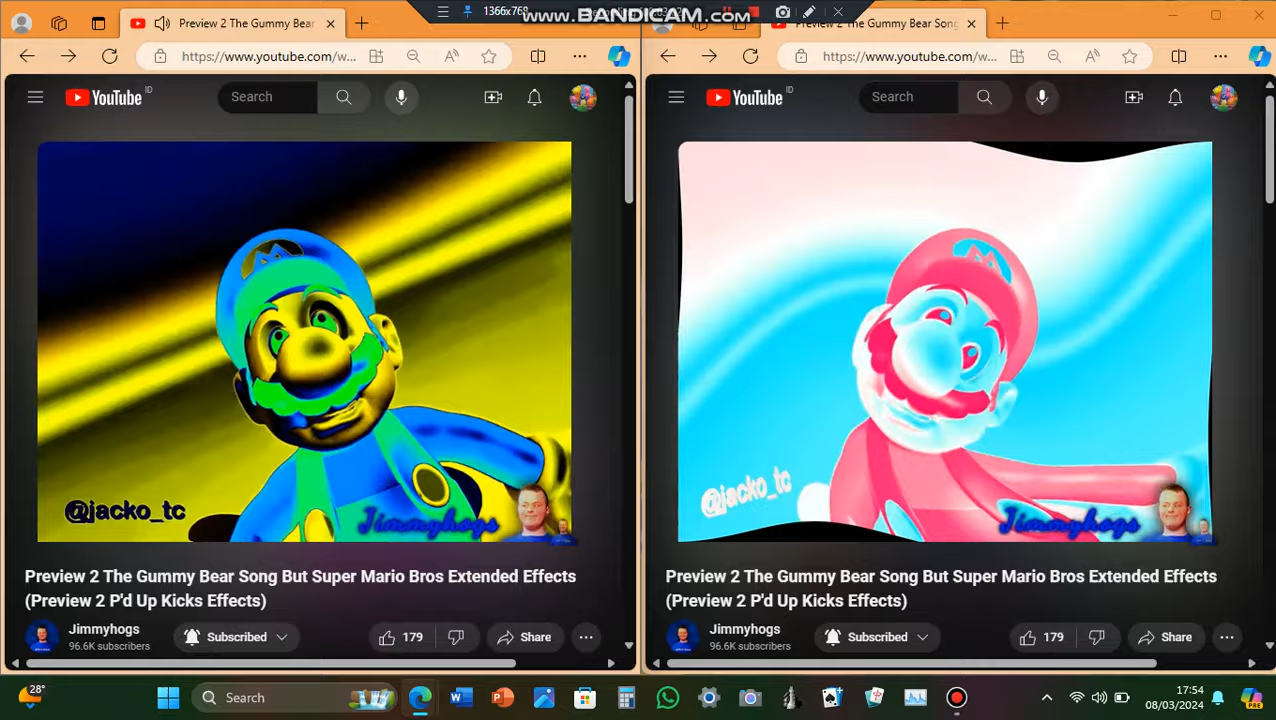 1366x768
www.BANDICAM.com
Preview 2 The Gummy Bear
https://www.youtube.com/w...
YouTube ID
Search
@jacko_tc
Jimmyhogs
Preview 2 The Gummy Bear Song But Super Mario Bros Extended Effects
(Preview 2 P'd Up Kicks Effects)
Jimmyhogs
96.6K subscribers
Subscribed
179
Share
Preview 2 The Gummy Bear Song
https://www.youtube.com/w...
YouTube ID
Search
@jacko_tc
Jimmyhogs
Preview 2 The Gummy Bear Song But Super Mario Bros Extended Effects
(Preview 2 P'd Up Kicks Effects)
Jimmyhogs
96.6K subscribers
Subscribed
179
Share
28°
Search
17:54
08/03/2024